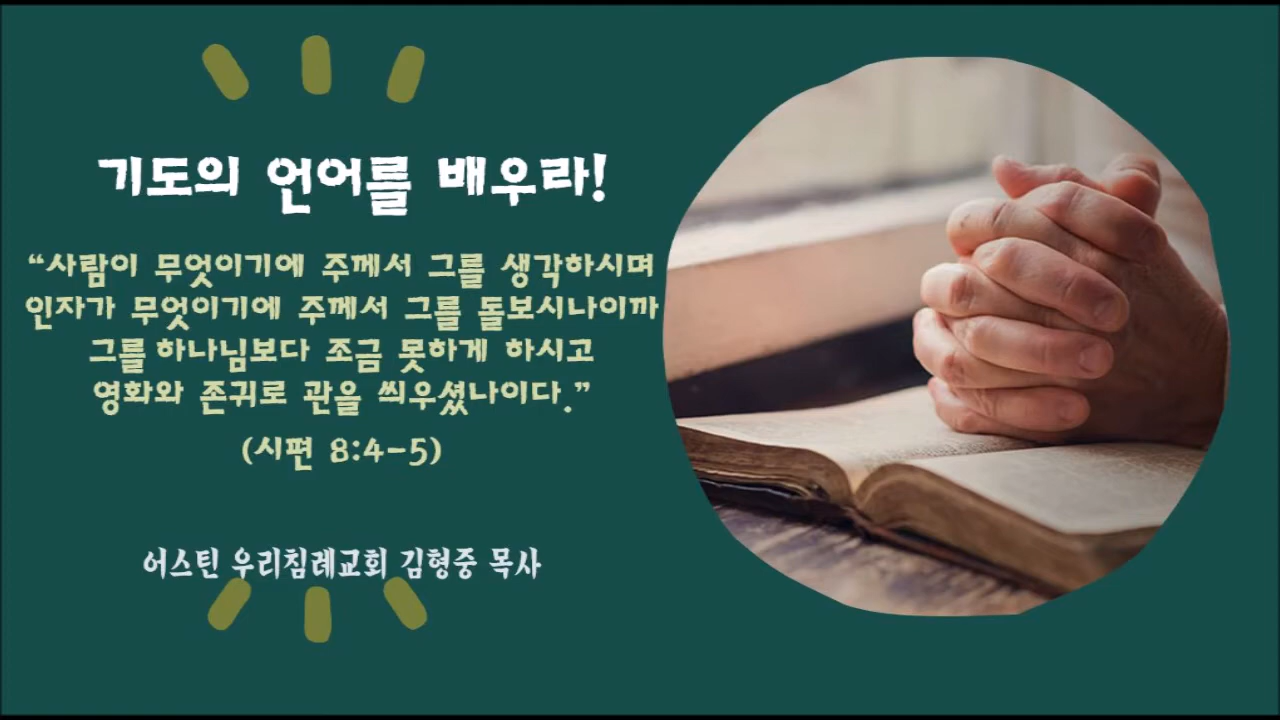 기도의 언어를 배우라!
“사람이 무엇이기에 주께서 그를 생각하시며
인자가 무엇이기에 주께서 그를 돌보시나이까
그를 하나님보다 조금 못하게 하시고
영화와 존귀로 관을 씌우셨나이다.”
(시편 8:4-5)
어스틴 우리침례교회 김형중 목사